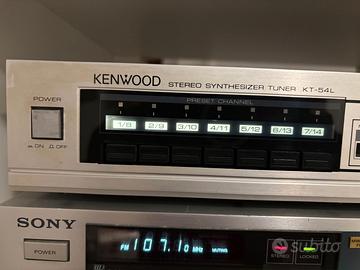 KENWOOD STEREO SYNTHESIZER TUNER KT-54L
POWER
PRESET CHANNEL
1/8 2/9 3/10 4/11 5/12 6/13 7/14
ON OFF
SONY
POWER
FM 107.10 MHz MUTING
STEREO LOCKED
subito